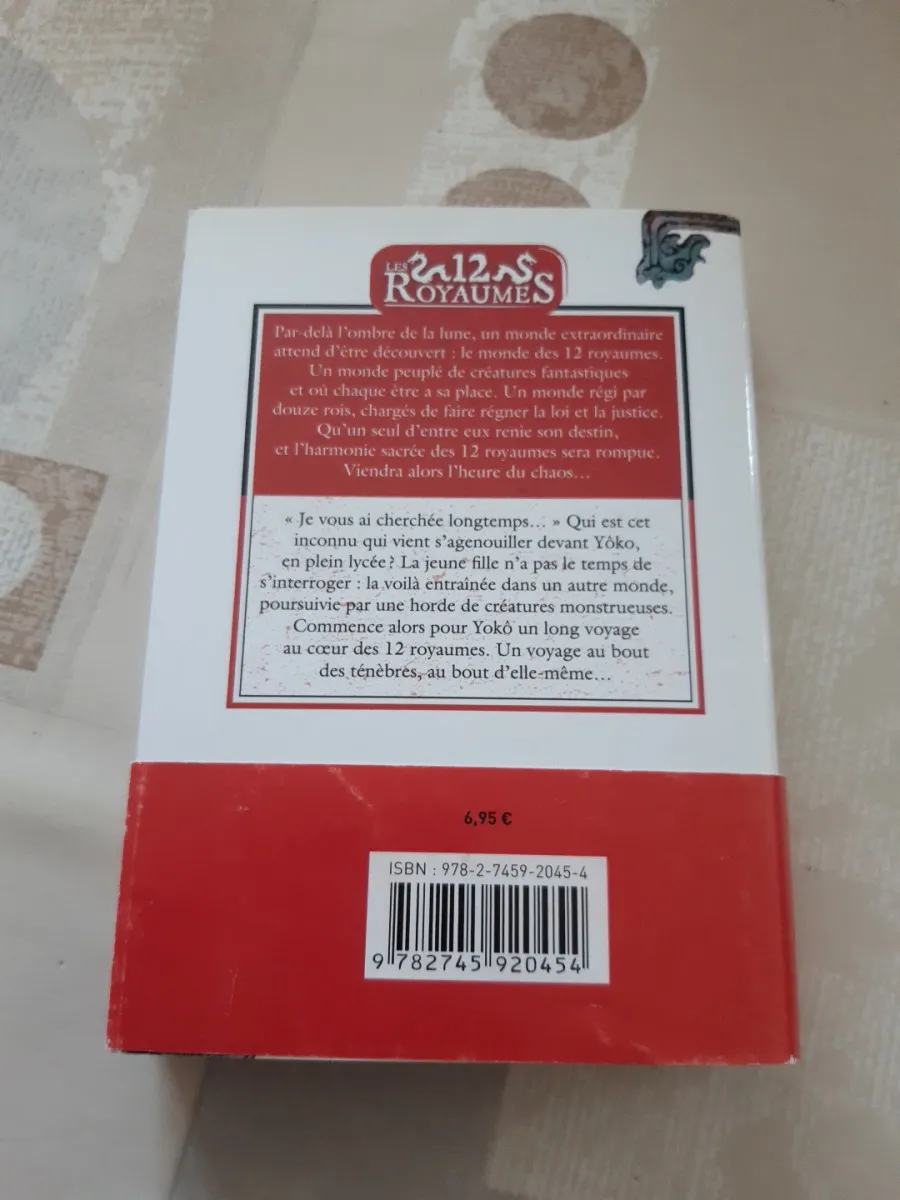 LES 12
ROYAUMES
Par-delà l'ombre de la lune, un monde extraordinaire
attend d'être découvert : le monde des 12 royaumes.
Un monde peuplé de créatures fantastiques
et où chaque être a sa place. Un monde régi par
douze rois, chargés de faire régner la loi et la justice.
Qu'un seul d'entre eux renie son destin,
et l'harmonie sacrée des 12 royaumes sera rompue.
Viendra alors l'heure du chaos...
« Je vous ai cherchée longtemps... » Qui est cet
inconnu qui vient s'agenouiller devant Yôko,
en plein lycée ? La jeune fille n'a pas le temps de
s'interroger : la voilà entraînée dans un autre monde,
poursuivie par une horde de créatures monstrueuses.
Commence alors pour Yokô un long voyage
au cœur des 12 royaumes. Un voyage au bout
des ténèbres, au bout d'elle-même...
6,95 €
ISBN : 978-2-7459-2045-4
9 782745 920454